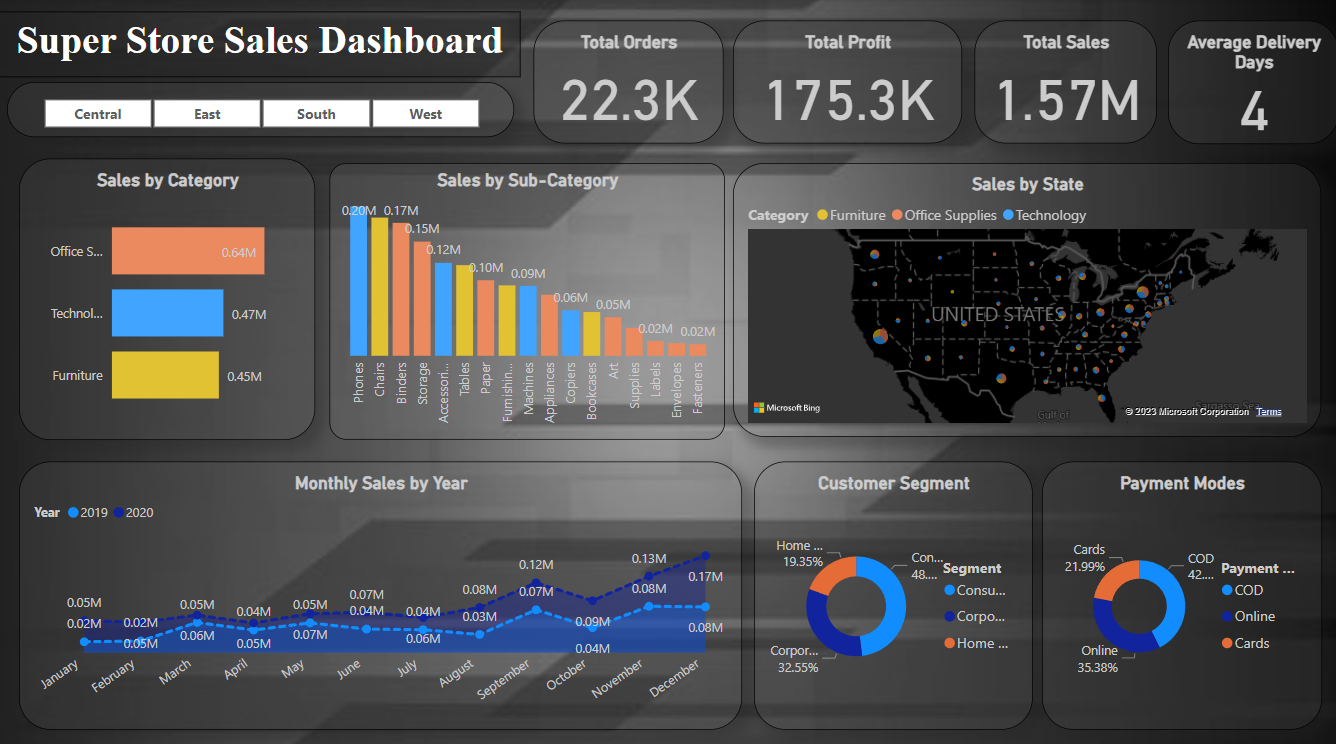 Super Store Sales Dashboard
Central
East
South
West
Total Orders
22.3K
Total Profit
175.3K
Total Sales
1.57M
Average Delivery
Days
4
Sales by Category
Office S...
0.64M
Technol...
0.47M
Furniture
0.45M
Sales by Sub-Category
0.20M
0.17M
0.15M
0.12M
0.10M
0.09M
0.06M
0.05M
0.02M
0.02M
Phones
Chairs
Binders
Storage
Accessori...
Tables
Paper
Furnishin...
Machines
Appliances
Copiers
Bookcases
Art
Supplies
Labels
Envelopes
Fasteners
Sales by State
Category Furniture Office Supplies Technology
UNITED STATES
Gulf of
Sargasso Sea
Microsoft Bing
© 2023 Microsoft Corporation Terms
Monthly Sales by Year
Year 2019 2020
0.05M
0.02M
0.02M
0.05M
0.05M
0.06M
0.04M
0.05M
0.05M
0.07M
0.07M
0.04M
0.04M
0.06M
0.08M
0.03M
0.12M
0.07M
0.09M
0.04M
0.13M
0.08M
0.17M
0.08M
January
February
March
April
May
June
July
August
September
October
November
December
Customer Segment
Home ...
19.35%
Con...
48....
Corpor...
32.55%
Segment
Consu...
Corpo...
Home ...
Payment Modes
Cards
21.99%
COD
42....
Online
35.38%
Payment ...
COD
Online
Cards